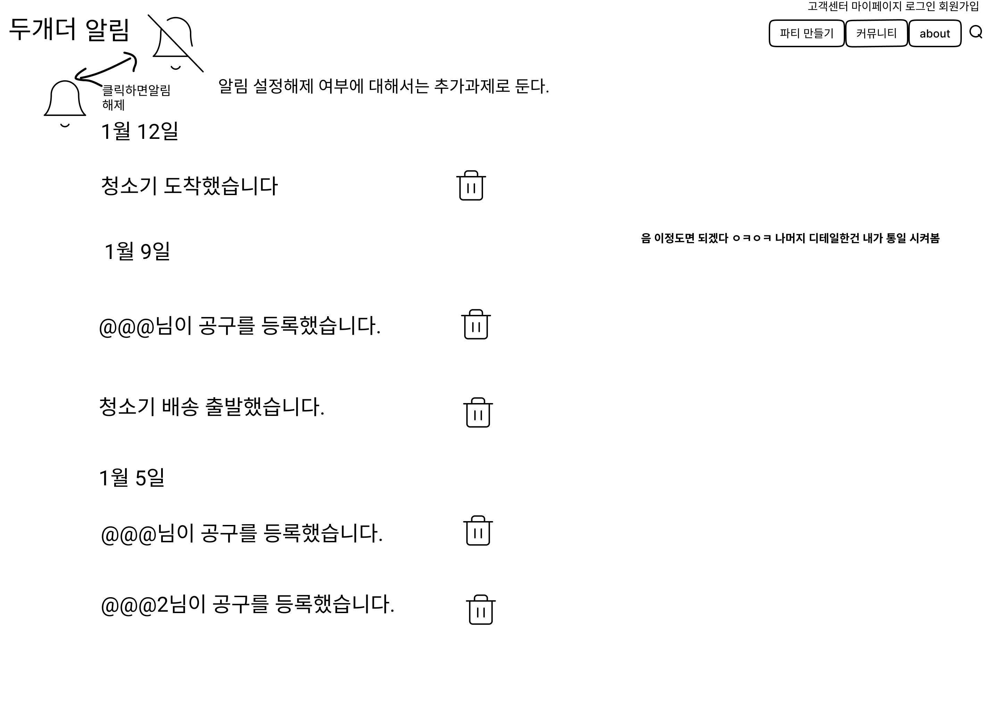 고객센터 마이페이지 로그인 회원가입
두개더 알림
파티 만들기 커뮤니티 about
알림 설정해제 여부에 대해서는 추가과제로 둔다.
클릭하면알림
해제
1월 12일
청소기 도착했습니다
음 이정도면 되겠다 ㅇㅋㅇㅋ 나머지 디테일한건 내가 통일 시켜봄
1월 9일
@@@님이 공구를 등록했습니다.
청소기 배송 출발했습니다.
1월 5일
@@@님이 공구를 등록했습니다.
@@@2님이 공구를 등록했습니다.